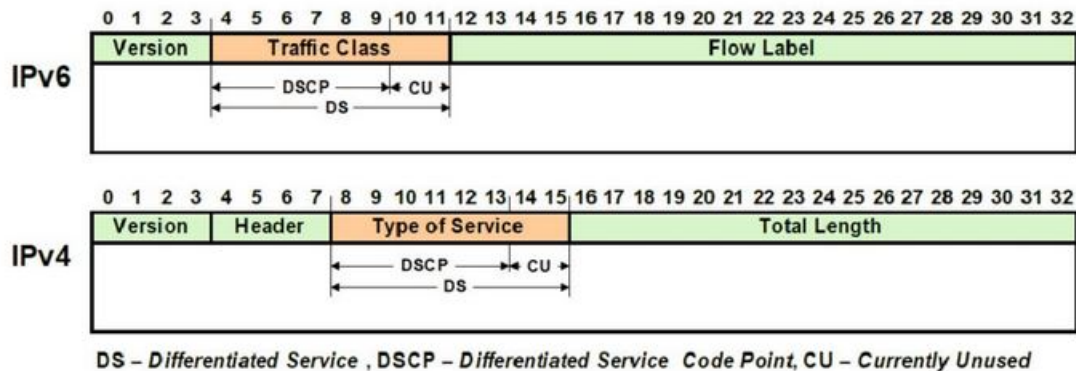 0 1 2 3 4 5 6 7 8 9 10 11 12 13 14 15 16 17 18 19 20 21 22 23 24 25 26 27 28 29 30 31 32
Version Traffic Class Flow Label
IPv6
DSCP CU
DS
0 1 2 3 4 5 6 7 8 9 10 11 12 13 14 15 16 17 18 19 20 21 22 23 24 25 26 27 28 29 30 31 32
Version Header Type of Service Total Length
IPv4
DSCP CU
DS
DS – Differentiated Service , DSCP – Differentiated Service Code Point, CU – Currently Unused